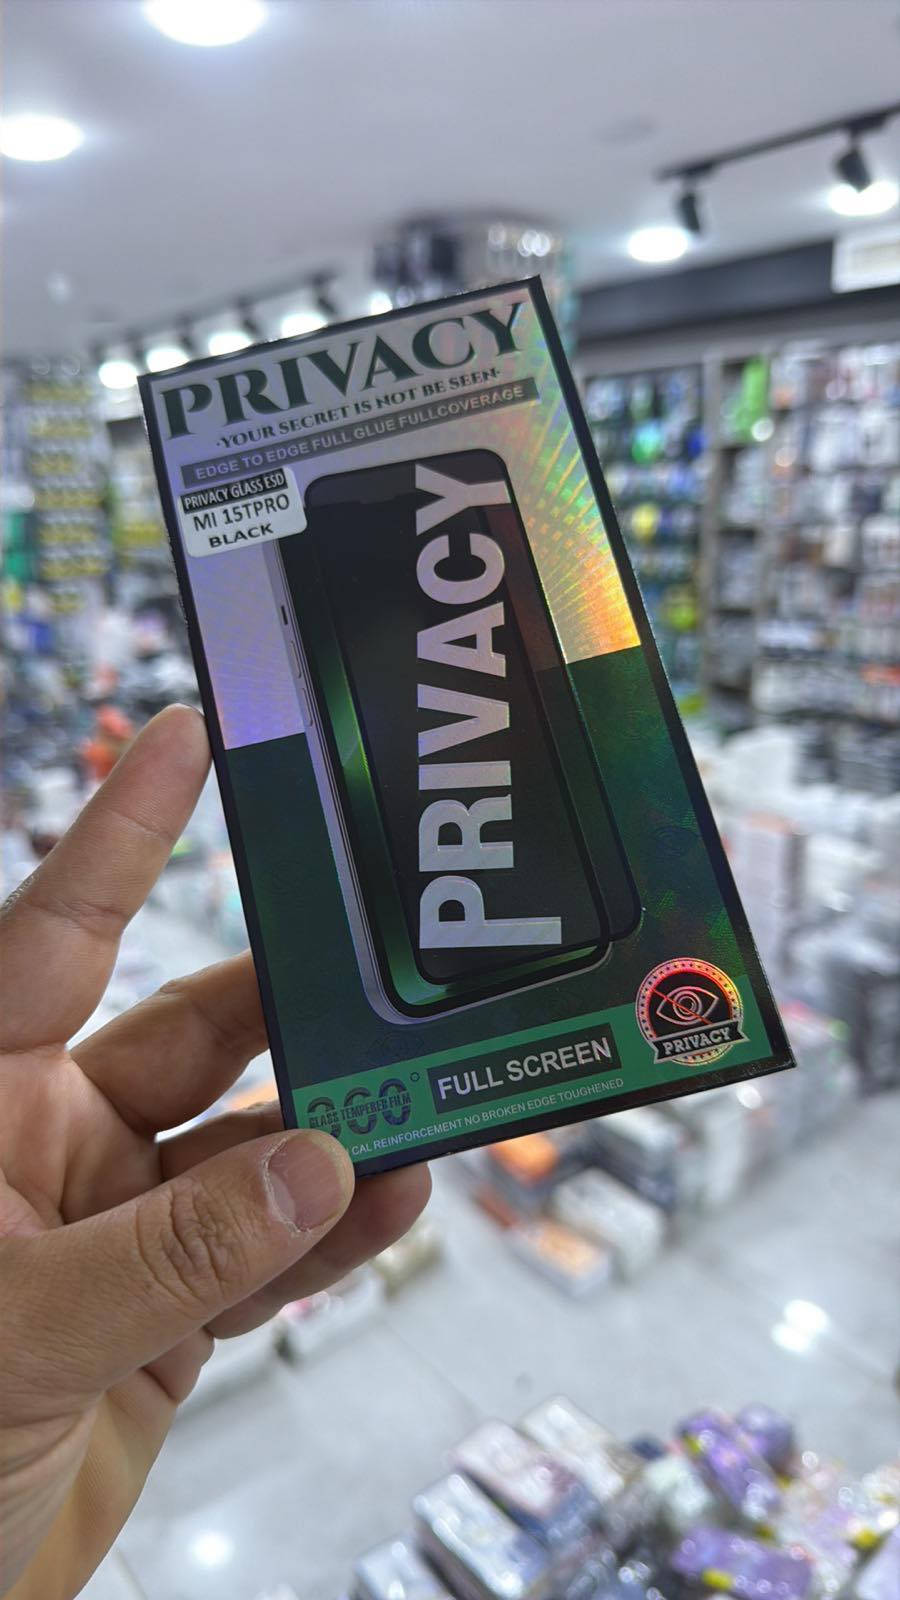 PRIVACY
·YOUR SECRET IS NOT BE SEEN·
EDGE TO EDGE FULL GLUE FULLCOVERAGE
PRIVACY GLASS ESD
MI 15TPRO
BLACK
PRIVACY
PRIVACY
360°
GLASS TEMPERED FILM
FULL SCREEN
CAL REINFORCEMENT NO BROKEN EDGE TOUGHENED